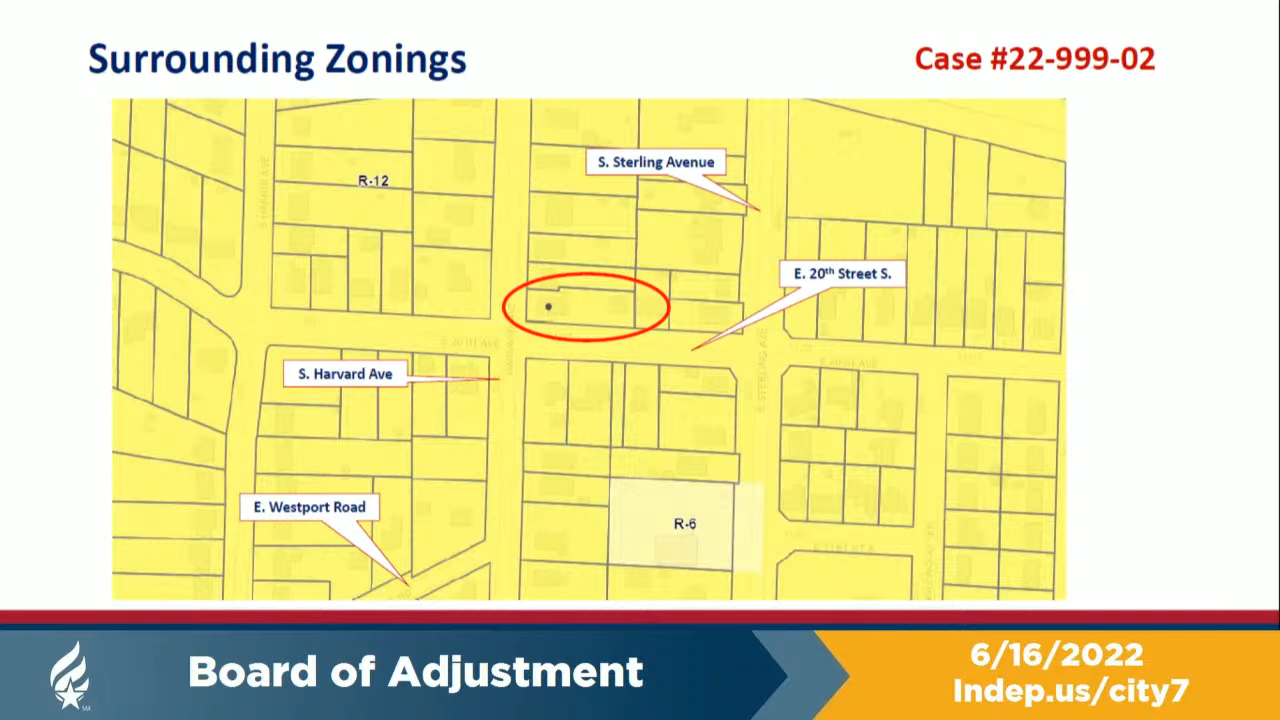 Surrounding Zonings
Case #22-999-02
S. Sterling Avenue
R-12
E. 20th Street S.
S. Harvard Ave
E. Westport Road
R-6
Board of Adjustment
6/16/2022
Indep.us/city7
SM